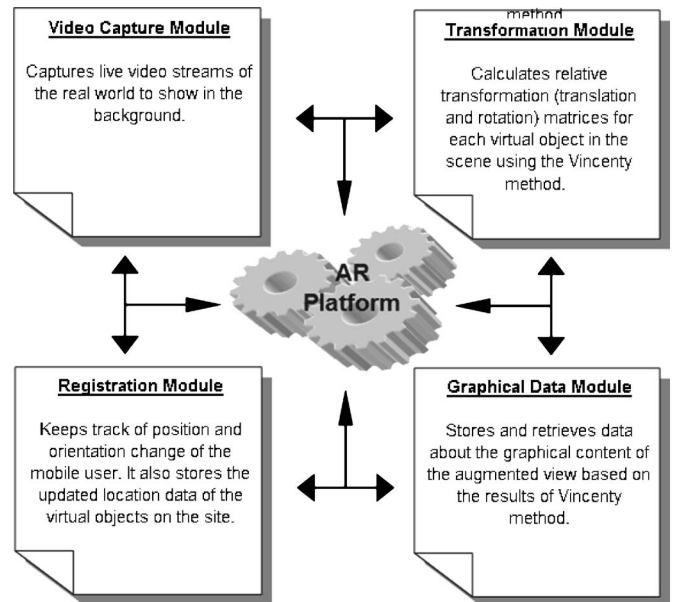 Video Capture Module
Captures live video streams of
the real world to show in the
background.
method
Transformation Module
Calculates relative
transformation (translation
and rotation) matrices for
each virtual object in the
scene using the Vincenty
method.
AR
Platform
Registration Module
Keeps track of position and
orientation change of the
mobile user. It also stores the
updated location data of the
virtual objects on the site.
Graphical Data Module
Stores and retrieves data
about the graphical content of
the augmented view based on
the results of Vincenty
method.